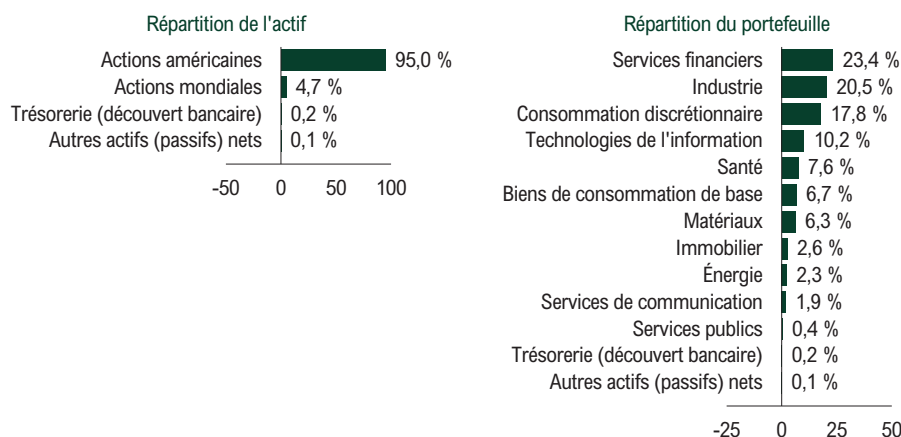 Répartition de l'actif
Actions américaines 95,0 %
Actions mondiales 4,7 %
Trésorerie (découvert bancaire) 0,2 %
Autres actifs (passifs) nets 0,1 %
-50 0 50 100
Répartition du portefeuille
Services financiers 23,4 %
Industrie 20,5 %
Consommation discrétionnaire 17,8 %
Technologies de l'information 10,2 %
Santé 7,6 %
Biens de consommation de base 6,7 %
Matériaux 6,3 %
Immobilier 2,6 %
Énergie 2,3 %
Services de communication 1,9 %
Services publics 0,4 %
Trésorerie (découvert bancaire) 0,2 %
Autres actifs (passifs) nets 0,1 %
-25 0 25 50